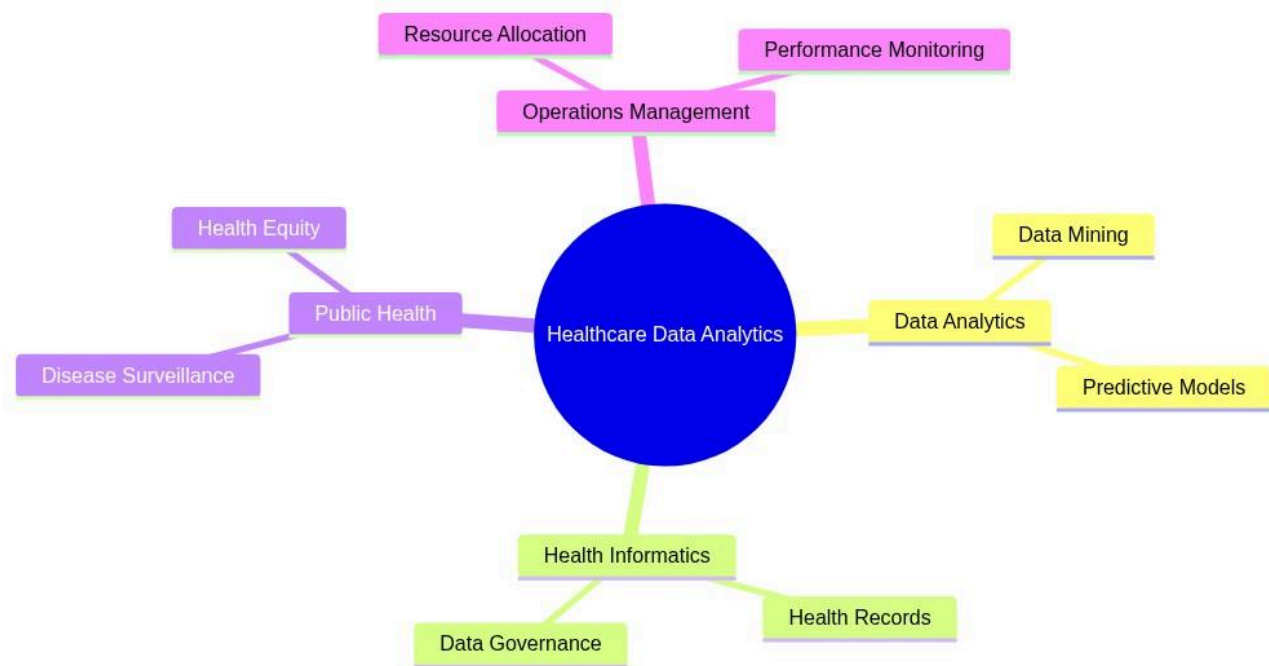 Resource Allocation
Performance Monitoring
Operations Management
Health Equity
Data Mining
Public Health
Healthcare Data Analytics
Data Analytics
Disease Surveillance
Predictive Models
Health Informatics
Health Records
Data Governance